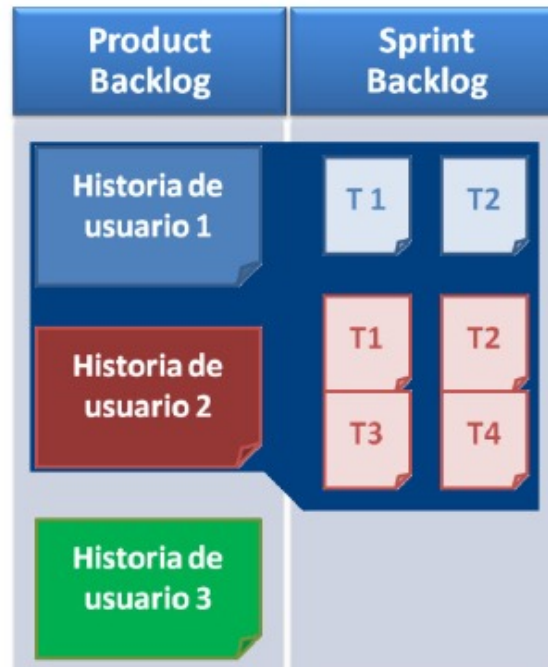 Product
Backlog
Sprint
Backlog
Historia de
usuario 1
T 1
T2
Historia de
usuario 2
T1
T2
T3
T4
Historia de
usuario 3